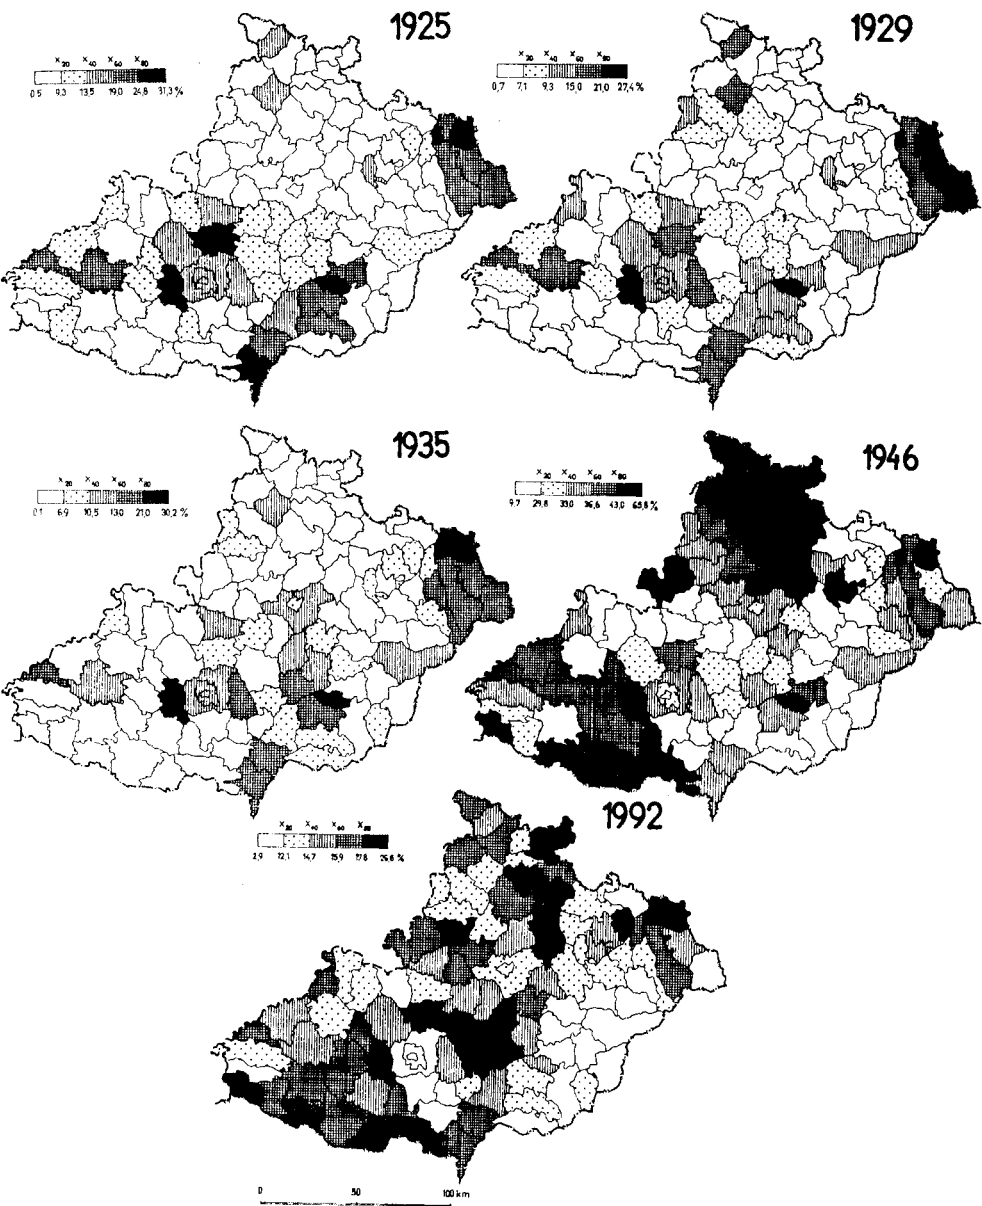 1925
x₂₀ x₄₀ x₆₀ x₈₀
0,5 9,3 13,5 19,0 24,8 31,3 %
1929
x₂₀ x₄₀ x₆₀ x₈₀
0,7 7,1 9,3 15,0 21,0 27,4 %
1935
x₂₀ x₄₀ x₆₀ x₈₀
0,1 6,9 10,5 13,0 21,0 30,2 %
1946
x₂₀ x₄₀ x₆₀ x₈₀
9,7 29,8 33,0 36,6 43,0 65,8 %
1992
x₂₀ x₄₀ x₆₀ x₈₀
2,9 12,1 14,7 15,9 17,8 %
0 50 100 km